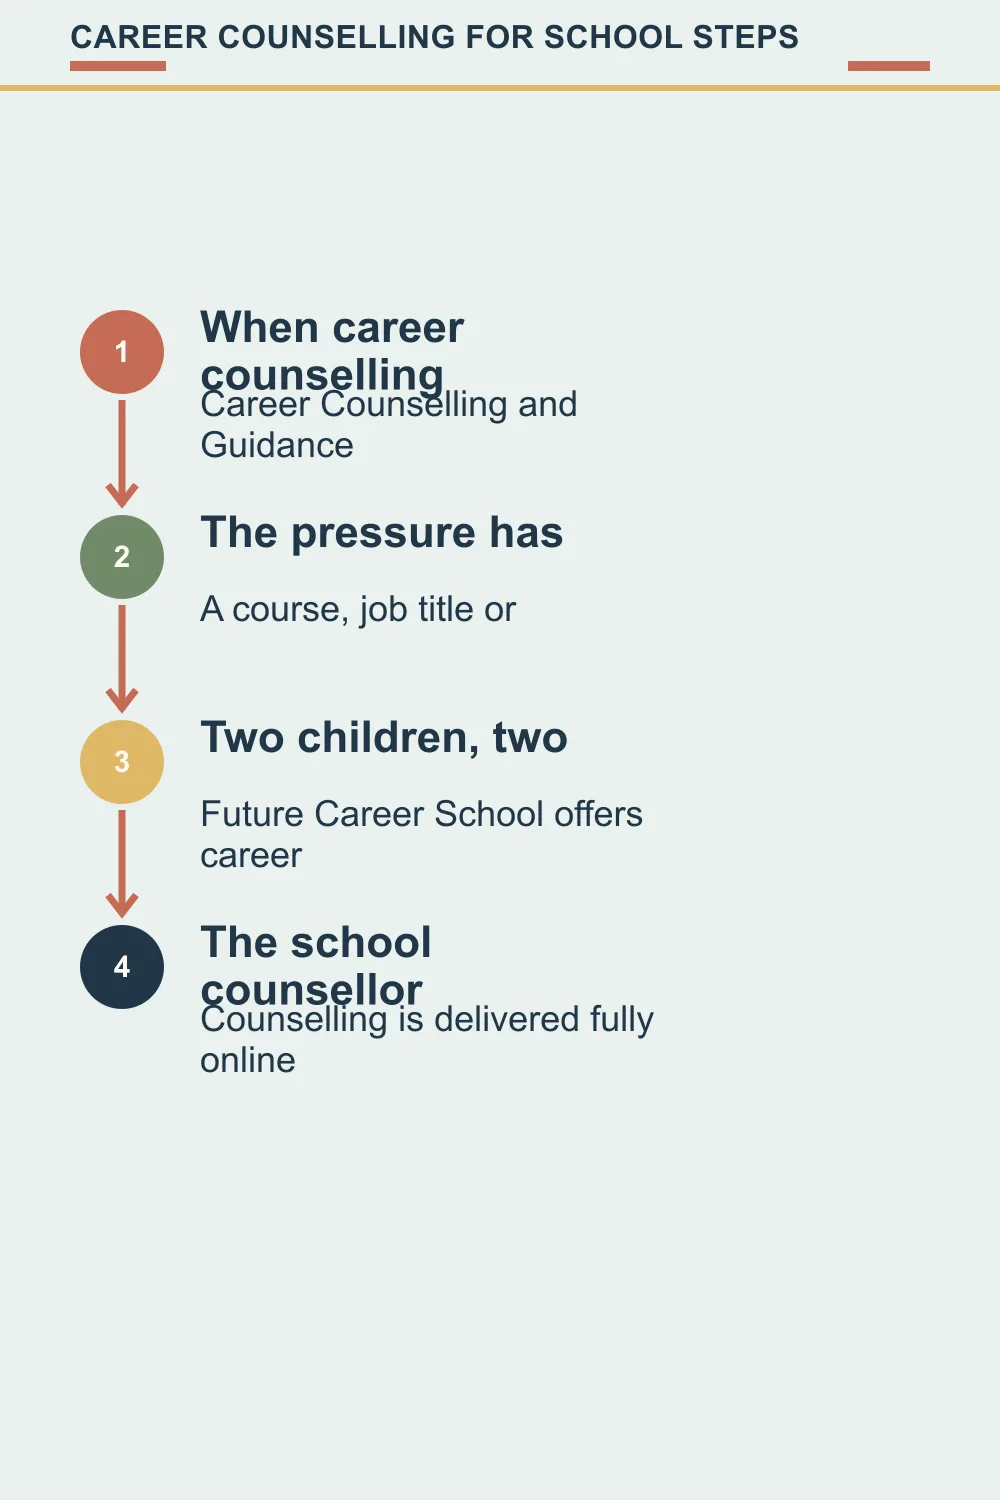 CAREER COUNSELLING FOR SCHOOL STEPS
1
When career
counselling
Career Counselling and
Guidance
2
The pressure has
A course, job title or
3
Two children, two
Future Career School offers
career
4
The school
counsellor
Counselling is delivered fully
online